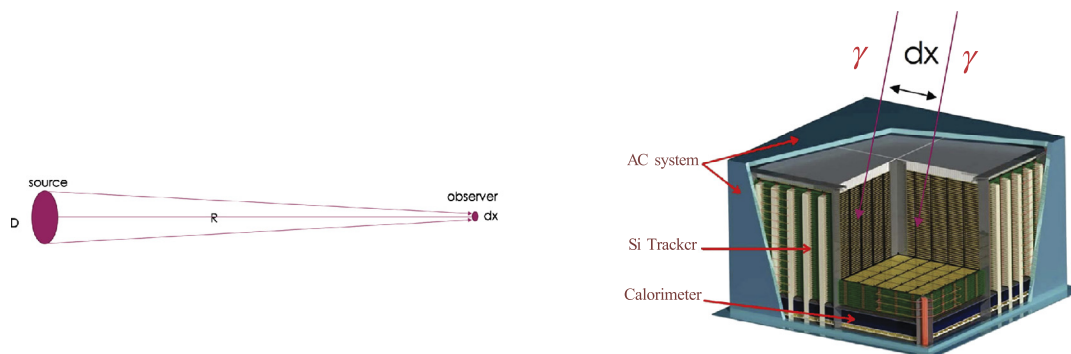 source
D
R
observer
dx
γ
dx
γ
AC system
Si Tracker
Calorimeter